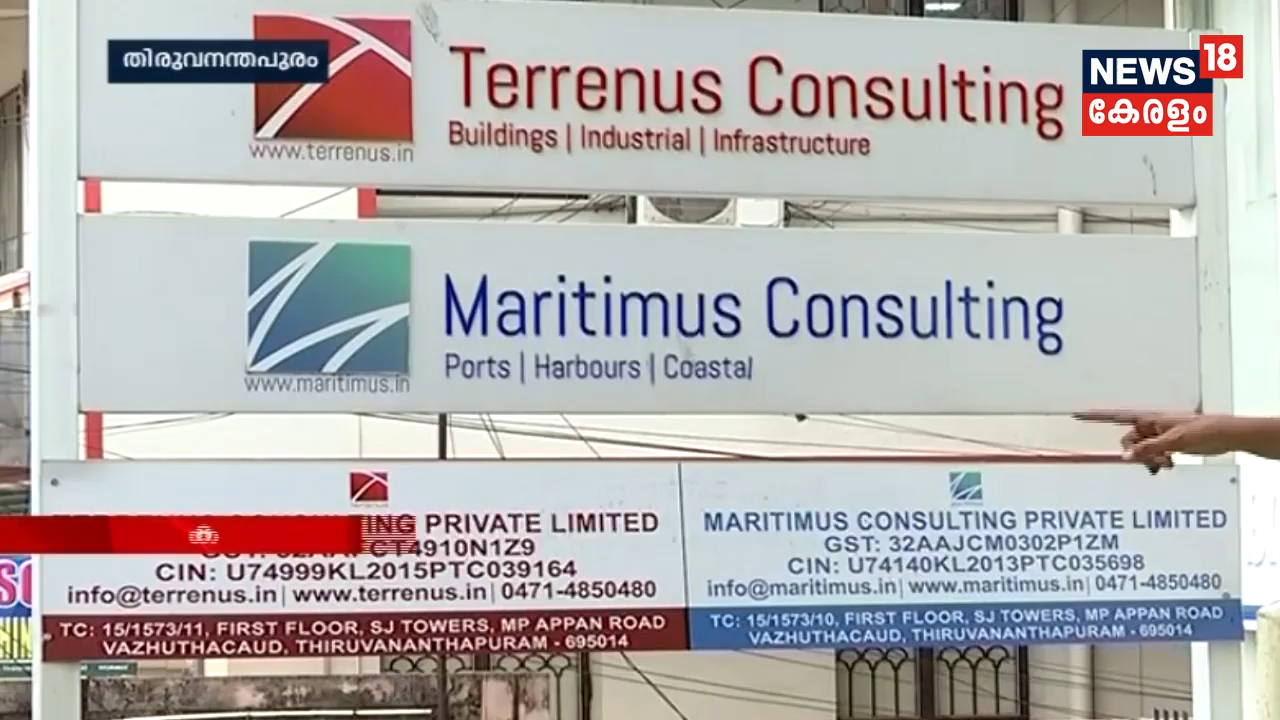 തിരുവനന്തപുരം
NEWS 18
കേരളം
Terrenus Consulting
Buildings | Industrial | Infrastructure
www.terrenus.in
Maritimus Consulting
Ports | Harbours | Coastal
www.maritimus.in
PRIVATE LIMITED
CIN: U74999KL2015PTC039164
info@terrenus.in | www.terrenus.in | 0471-4850480
TC: 15/1573/11, FIRST FLOOR, SJ TOWERS, MP APPAN ROAD
VAZHUTHACAUD, THIRUVANANTHAPURAM - 695014
MARITIMUS CONSULTING PRIVATE LIMITED
GST: 32AAJCM0302P1ZM
CIN: U74140KL2013PTC035698
info@maritimus.in | www.maritimus.in | 0471-4850480
TC: 15/1573/10, FIRST FLOOR, SJ TOWERS, MP APPAN ROAD
VAZHUTHACAUD, THIRUVANANTHAPURAM - 695014